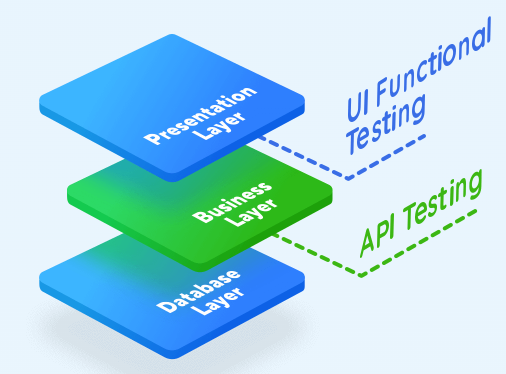 Presentation
Layer
UI Functional
Testing
Business
Layer
API Testing
Database
Layer